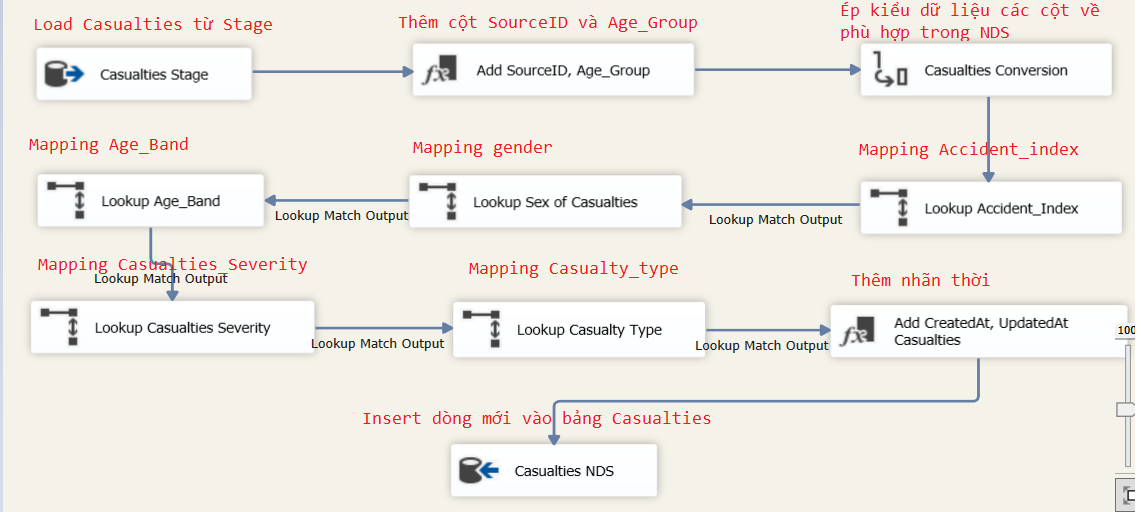 Load Casualties từ Stage
Thêm cột SourceID và Age_Group
Ép kiểu dữ liệu các cột về
phù hợp trong NDS
Casualties Stage
Add SourceID, Age_Group
Casualties Conversion
Mapping Age_Band
Mapping gender
Mapping Accident_index
Lookup Age_Band
Lookup Match Output
Lookup Sex of Casualties
Lookup Match Output
Lookup Accident_Index
Mapping Casualties Severity
Lookup Match Output
Mapping Casualty_type
Thêm nhãn thời
Lookup Casualties Severity
Lookup Match Output
Lookup Casualty Type
Lookup Match Output
Add CreatedAt, UpdatedAt
Casualties
100
Insert dòng mới vào bảng Casualties
Casualties NDS